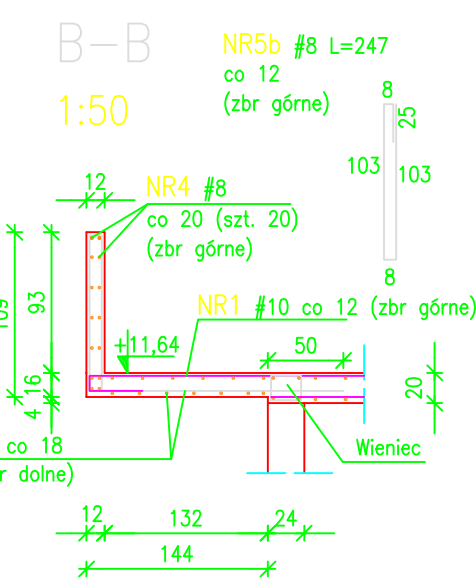 B-B
1:50
NR5b #8 L=247
co 12
(zbr górne)
8
25
103
103
8
12
NR4 #8
co 20 (szt. 20)
(zbr górne)
93
NR1 #10 co 12 (zbr górne)
+11,64
50
16
4
20
co 18
dolne)
Wieniec
12
132
24
144